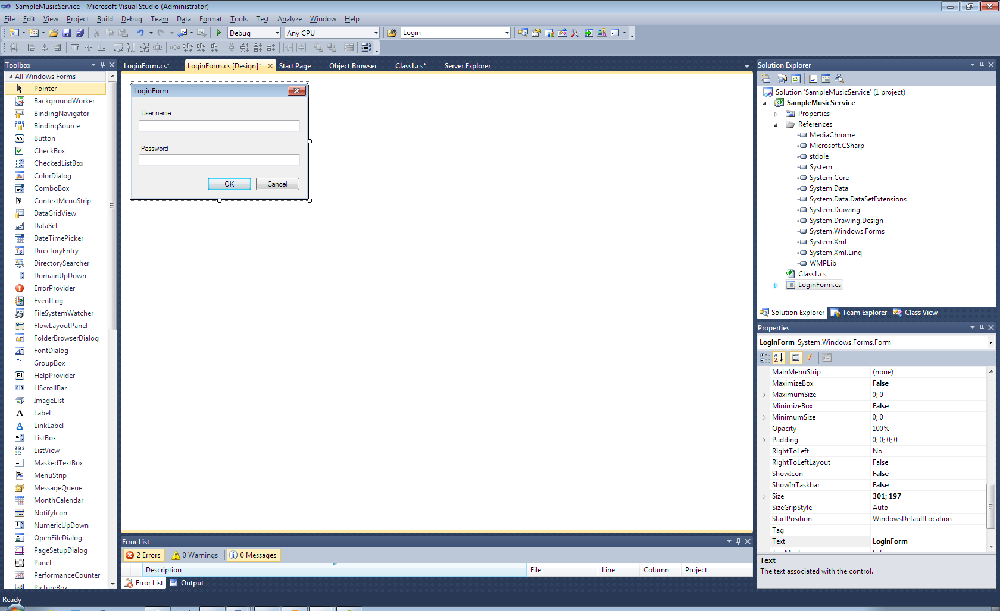 SampleMusicService - Microsoft Visual Studio (Administrator)
File Edit View Project Build Debug Team Data Format Tools Test Analyze Window Help
Debug Any CPU Login
Toolbox
All Windows Forms
Pointer
BackgroundWorker
BindingNavigator
BindingSource
Button
CheckBox
CheckedListBox
ColorDialog
ComboBox
ContextMenuStrip
DataGridView
DataSet
DateTimePicker
DirectoryEntry
DirectorySearcher
DomainUpDown
ErrorProvider
EventLog
FileSystemWatcher
FlowLayoutPanel
FolderBrowserDialog
FontDialog
GroupBox
HelpProvider
HScrollBar
ImageList
Label
LinkLabel
ListBox
ListView
MaskedTextBox
MenuStrip
MessageQueue
MonthCalendar
NotifyIcon
NumericUpDown
OpenFileDialog
PageSetupDialog
Panel
PerformanceCounter
PictureBox
LoginForm.cs* LoginForm.cs [Design]* Start Page Object Browser Class1.cs* Server Explorer
LoginForm
User name
Password
OK Cancel
Error List
2 Errors 0 Warnings 0 Messages
Description File Line Column Project
Error List Output
Solution Explorer
Solution 'SampleMusicService' (1 project)
SampleMusicService
Properties
References
MediaChrome
Microsoft.CSharp
stdole
System
System.Core
System.Data
System.Data.DataSetExtensions
System.Drawing
System.Drawing.Design
System.Windows.Forms
System.Xml
System.Xml.Linq
WMPLib
Class1.cs
LoginForm.cs
Solution Explorer Team Explorer Class View
Properties
LoginForm System.Windows.Forms.Form
MainMenuStrip (none)
MaximizeBox False
MaximumSize 0; 0
MinimizeBox False
MinimumSize 0; 0
Opacity 100%
Padding 0; 0; 0; 0
RightToLeft No
RightToLeftLayout False
ShowIcon False
ShowInTaskbar False
Size 301; 197
SizeGripStyle Auto
StartPosition WindowsDefaultLocation
Tag
Text LoginForm
Text
The text associated with the control.
Ready